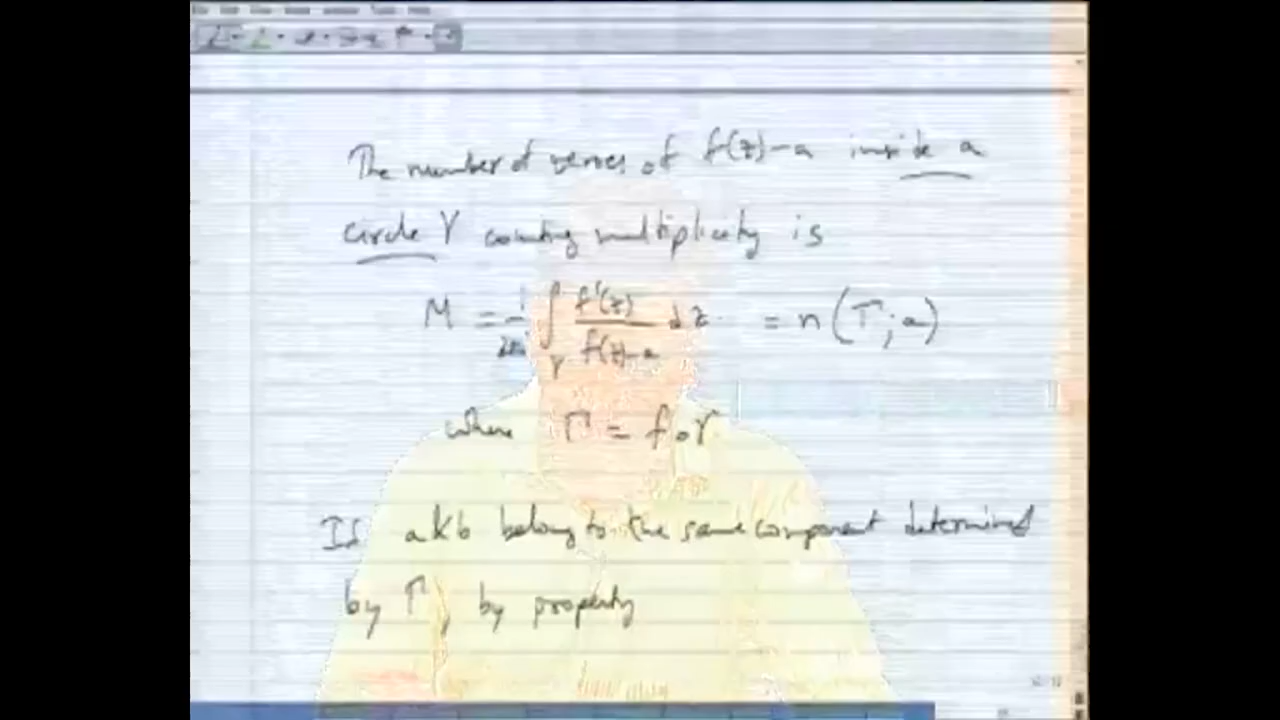 The number of zeroes of f(z)-a inside a
circle γ counting multiplicity is
M = 1/2πi ∫γ f'(z)/f(z)-a dz = n(Γ; a)
where Γ = f∘γ
If a & b belong to the same component determined
by Γ, by property